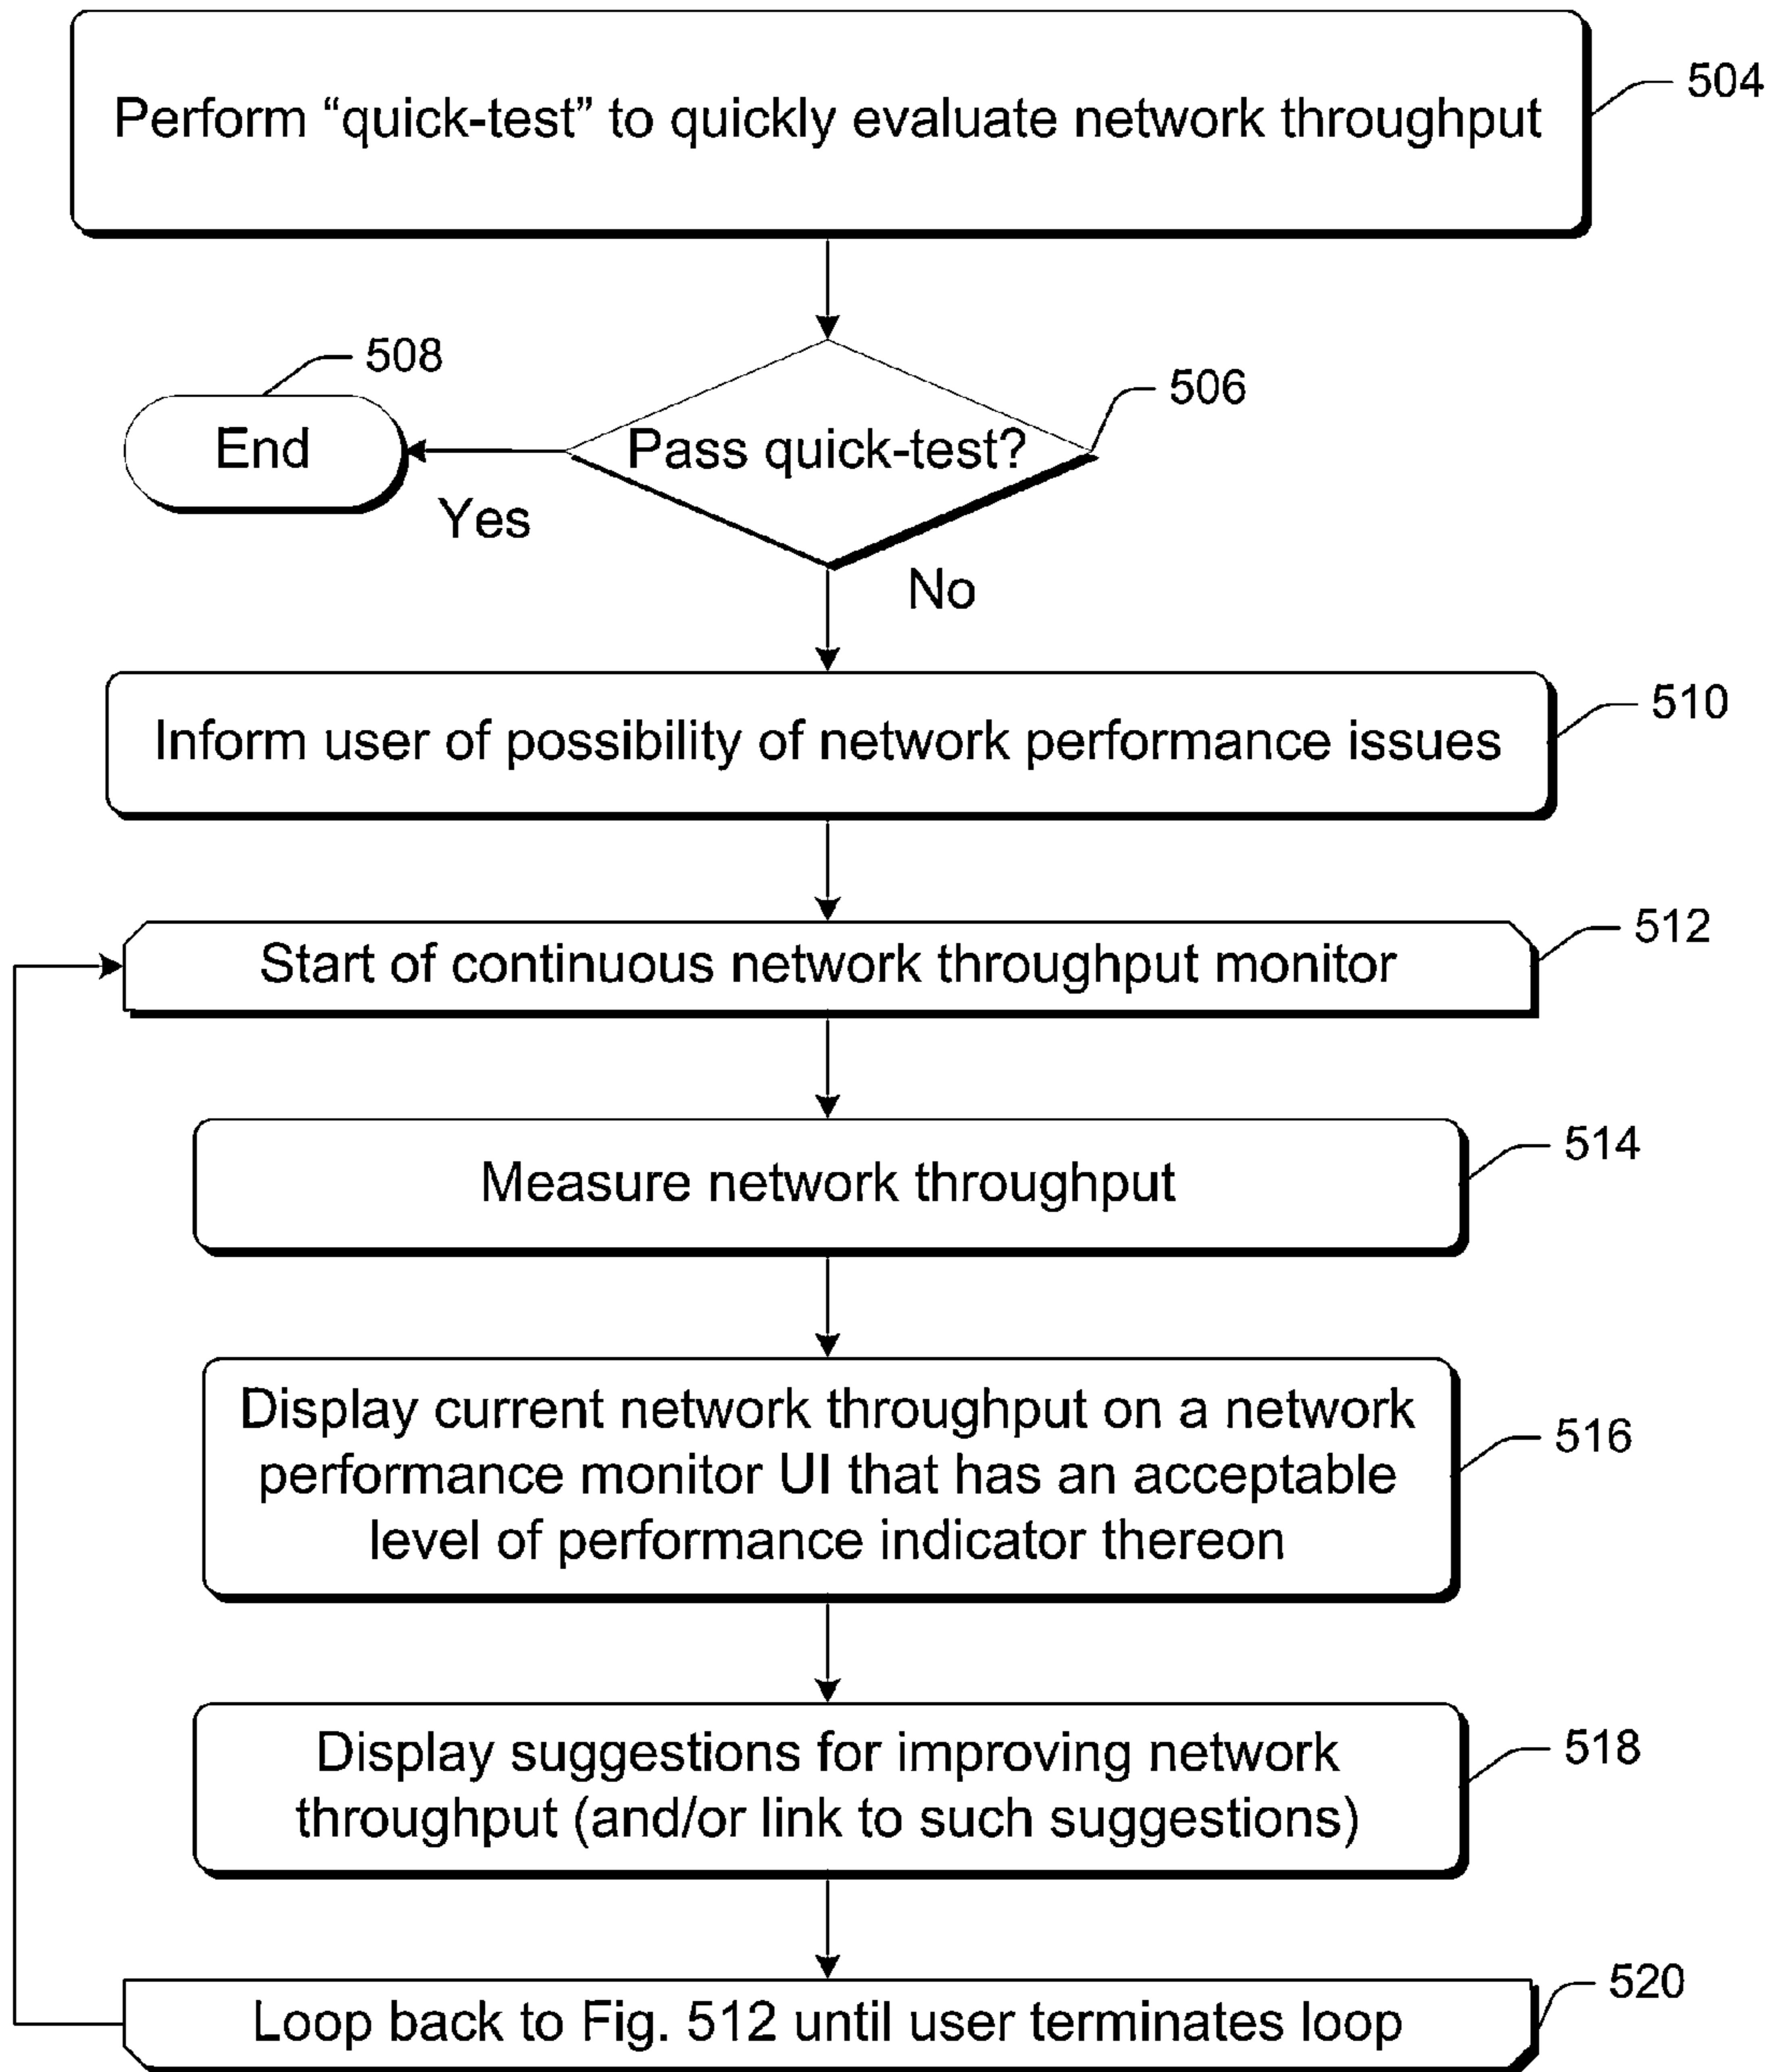 504
Perform “quick-test” to quickly evaluate network throughput
508
506
End
Pass quick-test?
Yes
No
510
Inform user of possibility of network performance issues
512
Start of continuous network throughput monitor
514
Measure network throughput
Display current network throughput on a network
performance monitor UI that has an acceptable
level of performance indicator thereon
516
Display suggestions for improving network
throughput (and/or link to such suggestions)
518
520
Loop back to Fig. 512 until user terminates loop